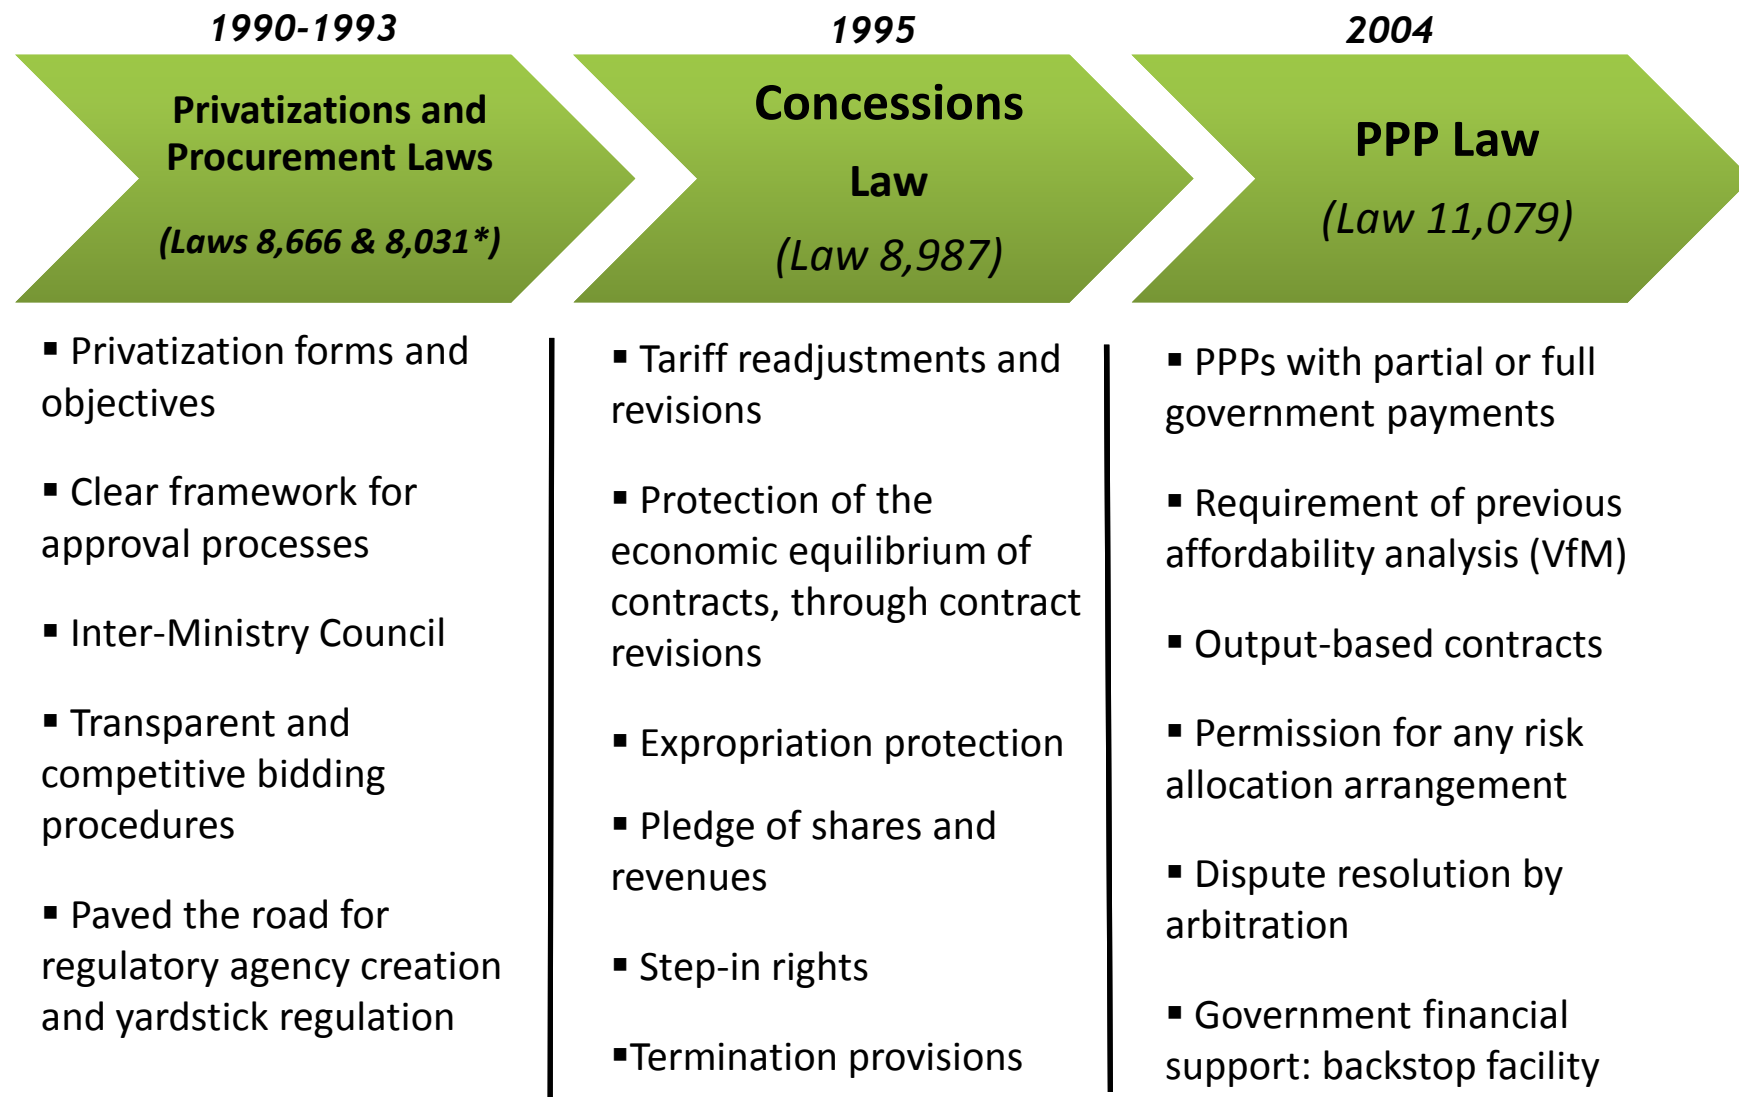 1990-1993
Privatizations and
Procurement Laws
(Laws 8,666 & 8,031*)
▪ Privatization forms and
objectives
▪ Clear framework for
approval processes
▪ Inter-Ministry Council
▪ Transparent and
competitive bidding
procedures
▪ Paved the road for
regulatory agency creation
and yardstick regulation
1995
Concessions
Law
(Law 8,987)
▪ Tariff readjustments and
revisions
▪ Protection of the
economic equilibrium of
contracts, through contract
revisions
▪ Expropriation protection
▪ Pledge of shares and
revenues
▪ Step-in rights
▪Termination provisions
2004
PPP Law
(Law 11,079)
▪ PPPs with partial or full
government payments
▪ Requirement of previous
affordability analysis (VfM)
▪ Output-based contracts
▪ Permission for any risk
allocation arrangement
▪ Dispute resolution by
arbitration
▪ Government financial
support: backstop facility